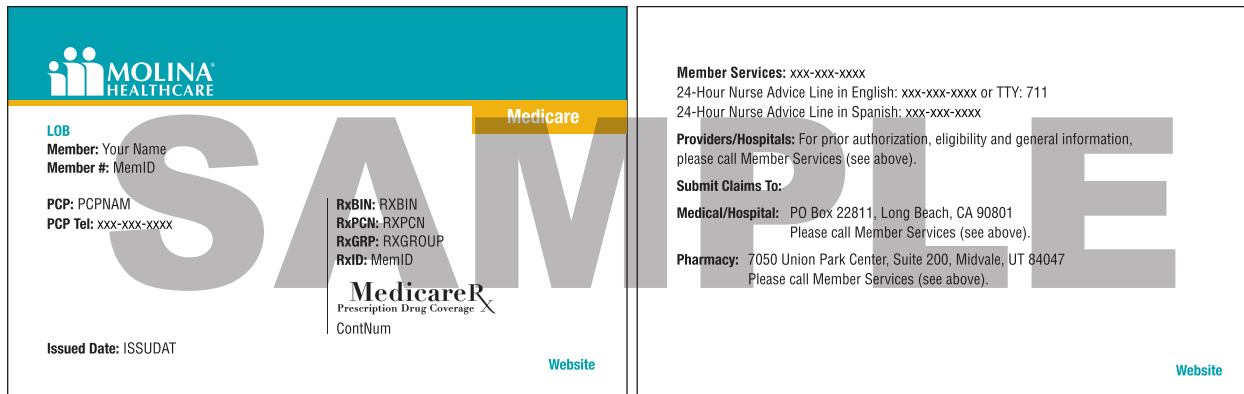 MOLINA®
HEALTHCARE
Medicare
LOB
Member: Your Name
Member #: MemID
PCP: PCPNAM
PCP Tel: xxx-xxx-xxxx
RxBIN: RXBIN
RxPCN: RXPCN
RxGRP: RXGROUP
RxID: MemID
MedicareRx
Prescription Drug Coverage
ContNum
Issued Date: ISSUDAT
Website
Member Services: xxx-xxx-xxxx
24-Hour Nurse Advice Line in English: xxx-xxx-xxxx or TTY: 711
24-Hour Nurse Advice Line in Spanish: xxx-xxx-xxxx
Providers/Hospitals: For prior authorization, eligibility and general information,
please call Member Services (see above).
Submit Claims To:
Medical/Hospital: PO Box 22811, Long Beach, CA 90801
Please call Member Services (see above).
Pharmacy: 7050 Union Park Center, Suite 200, Midvale, UT 84047
Please call Member Services (see above).
Website
SAMPLE